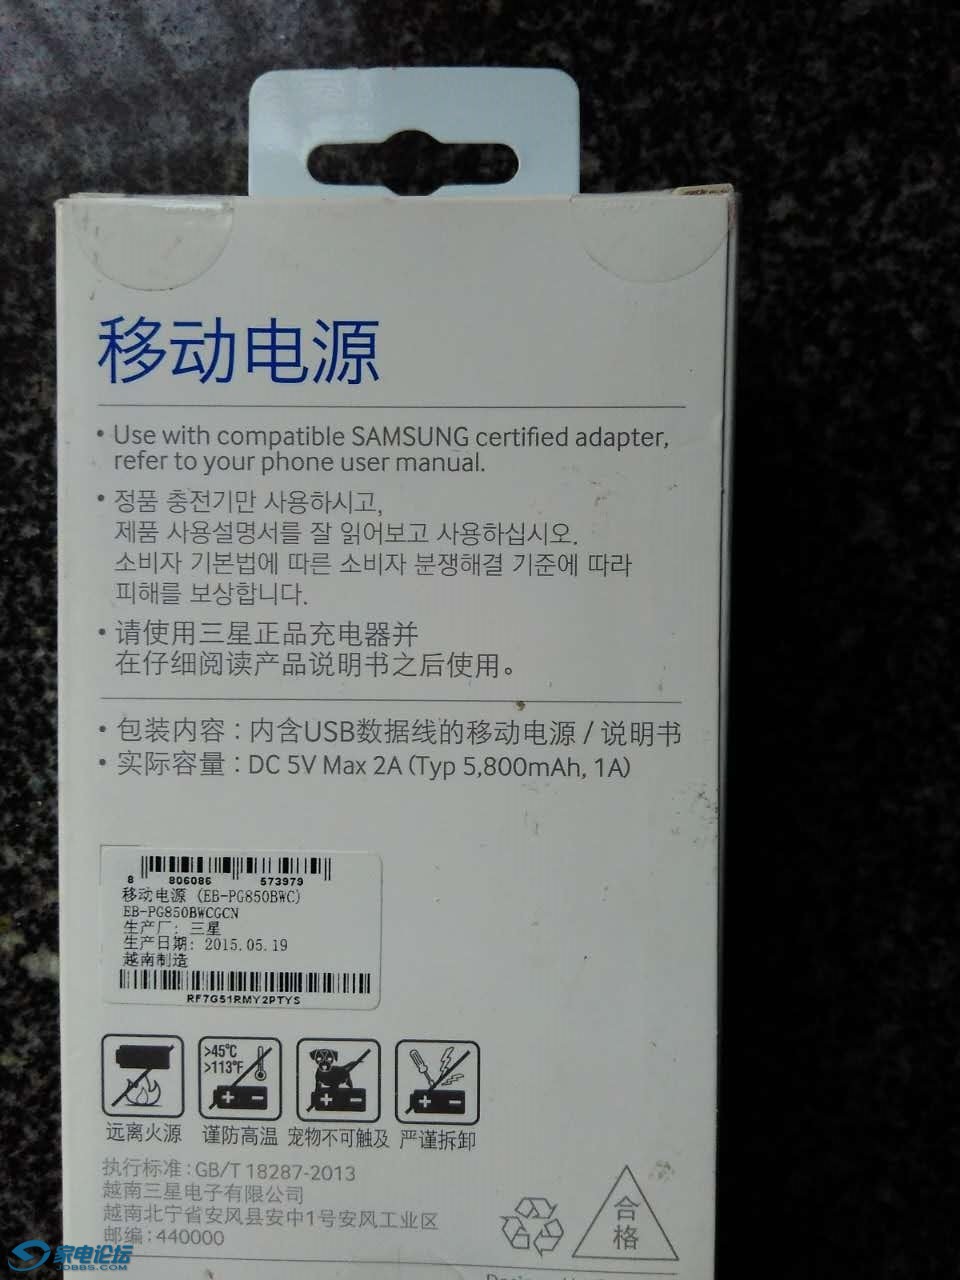 移动电源
• Use with compatible SAMSUNG certified adapter,
refer to your phone user manual.
• 정품 충전기만 사용하시고,
제품 사용설명서를 잘 읽어보고 사용하십시오.
소비자 기본법에 따른 소비자 분쟁해결 기준에 따라
피해를 보상합니다.
• 请使用三星正品充电器并
在仔细阅读产品说明书之后使用。
• 包装内容 : 内含USB数据线的移动电源 / 说明书
• 实际容量 : DC 5V Max 2A (Typ 5,800mAh, 1A)
8 806086 573979
移动电源 (EB-PG850BWC)
EB-PG850BWCGCN
生产厂: 三星
生产日期: 2015.05.19
越南制造
RF7G51RMY2PTYS
>45°C
>113°F
远离火源 谨防高温 宠物不可触及 严谨拆卸
执行标准 : GB/T 18287-2013
越南三星电子有限公司
越南北宁省安风县安中1号安风工业区
邮编 : 440000
合格
家电论坛
JDBBS.COM